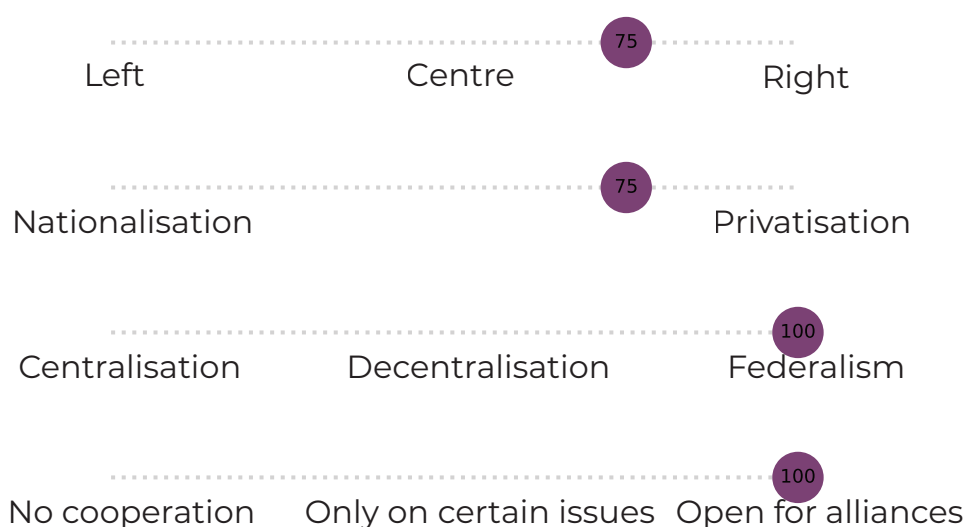 75
Left Centre Right
75
Nationalisation Privatisation
100
Centralisation Decentralisation Federalism
100
No cooperation Only on certain issues Open for alliances